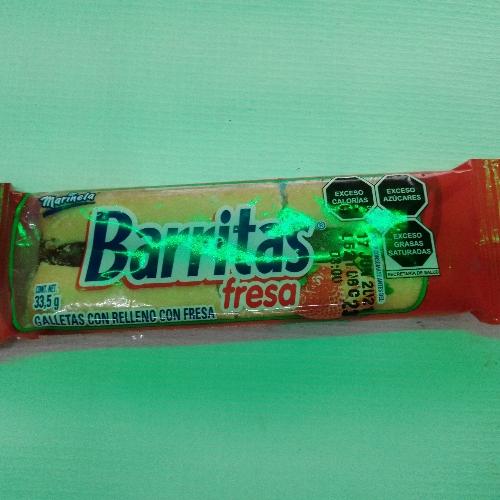 Marinela
Barritas®
fresa
CONT. NET.
33,5 g
GALLETAS CON RELLENO CON FRESA
EXCESO
CALORÍAS
EXCESO
AZÚCARES
EXCESO
GRASAS
SATURADAS
SECRETARÍA DE SALUD